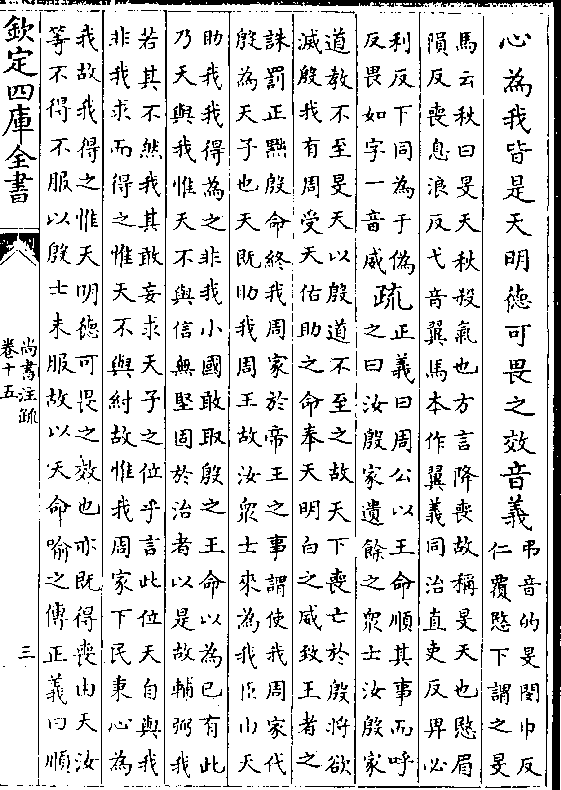 心為我皆是天明德可畏之效音義
弔音的旻閔巾反
仁覆愍下謂之旻
馬云秋曰旻天秋殺氣也方言降喪故稱旻天也愍眉
隕反喪息浪反弋音翼馬本作翼義同治直吏反畀必
利反下同為于偽
反畏如字一音威
疏
正義曰周公以王命順其事而呼
之曰汝殷家遺餘之眾士汝殷家
道教不至旻天以殷道不至之故天下喪亡於殷將欲
滅殷我有周受天佑助之命奉天明白之威致王者之
誅罰正黜殷命終我周家於帝王之事謂使我周家代
殷為天子也天既助我周王故汝眾士來為我臣由天
助我我得為之非我小國敢取殷之王命以為已有此
乃天與我惟天不與信無堅固於治者以是故輔弼我
若其不然我其敢妄求天子之位乎言此位天自與我
非我求而得之惟天不與紂故惟我周家下民秉心為
我故我得之惟天明德可畏之效也亦既得喪由天汝
等不得不服以殷士未服故以天命喻之傳正義曰順
欽定四庫全書
尚書注疏
卷十五
三